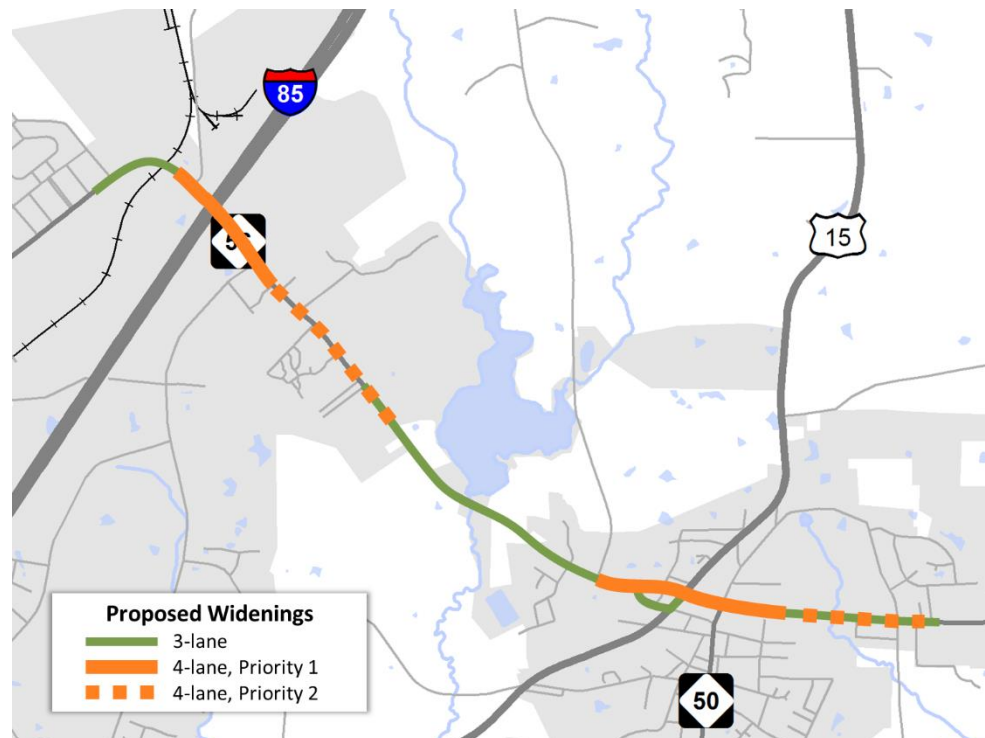 85
15
Proposed Widenings
3-lane
4-lane, Priority 1
4-lane, Priority 2
50